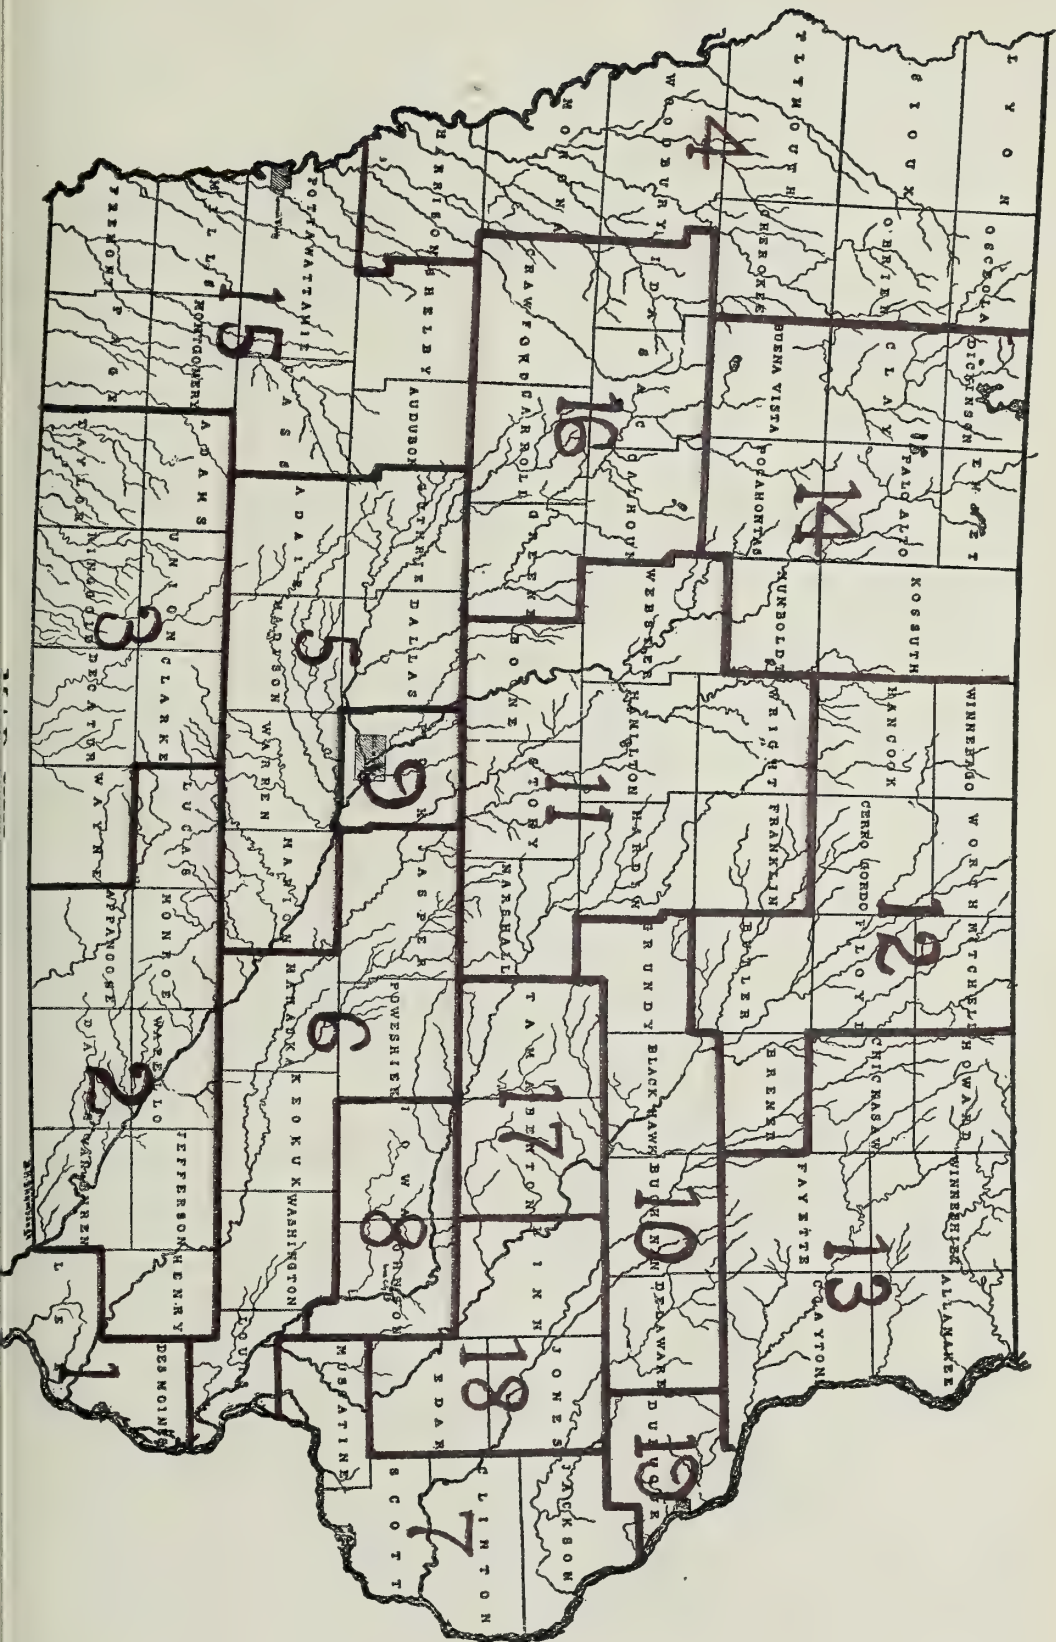 LYON
OSCEOLA
DICKINSON
EMMET
WINNEBAGO
WORTH
MITCHELL
HOWARD
WINNESHIEK
ALLAMAKEE
SIOUX
O'BRIEN
CLAY
PALO ALTO
KOSSUTH
HANCOCK
CERRO GORDO
FLOYD
CHICKASAW
12
13
14
PLYMOUTH
CHEROKEE
BUENA VISTA
POCAHONTAS
HUMBOLDT
WRIGHT
FRANKLIN
BUTLER
BREMER
FAYETTE
CLAYTON
4
WOODBURY
IDA
SAC
CALHOUN
WEBSTER
HAMILTON
HARDIN
GRUNDY
BLACK HAWK
BUCHANAN
DELAWARE
DUBUQUE
10
13
16
11
MONONA
CRAWFORD
CARROLL
GREENE
BOONE
STORY
MARSHALL
TAMA
BENTON
LINN
JONES
JACKSON
17
18
HARRISON
SHELBY
AUDUBON
GUTHRIE
DALLAS
POLK
JASPER
POWESHIEK
IOWA
JOHNSON
CEDAR
CLINTON
SCOTT
9
8
7
POTTAWATTAMIE
CASS
ADAIR
MADISON
WARREN
MARION
MAHASKA
KEOKUK
WASHINGTON
LOUISA
MUSCATINE
15
5
6
MILLS
MONTGOMERY
ADAMS
UNION
CLARKE
LUCAS
MONROE
WAPELLO
JEFFERSON
HENRY
DES MOINES
3
2
1
FREMONT
PAGE
TAYLOR
RINGGOLD
DECATUR
WAYNE
APPANOOSE
DAVIS
VAN BUREN
LEE